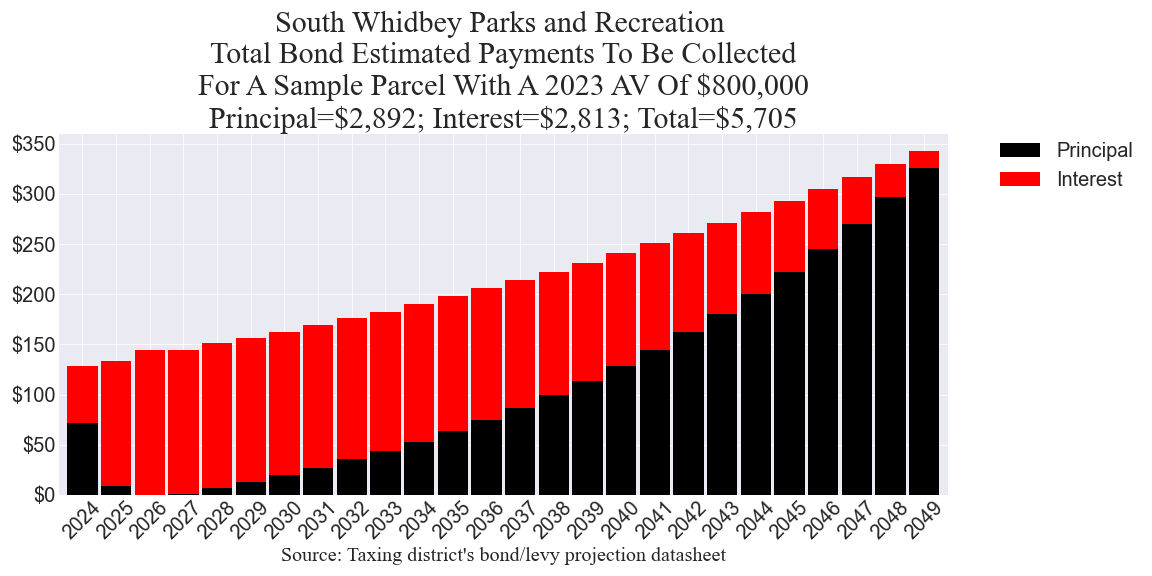 South Whidbey Parks and Recreation
Total Bond Estimated Payments To Be Collected
For A Sample Parcel With A 2023 AV Of $800,000
Principal=$2,892; Interest=$2,813; Total=$5,705
$350
$300
$250
$200
$150
$100
$50
$0
Principal
Interest
2024 2025 2026 2027 2028 2029 2030 2031 2032 2033 2034 2035 2036 2037 2038 2039 2040 2041 2042 2043 2044 2045 2046 2047 2048 2049
Source: Taxing district's bond/levy projection datasheet